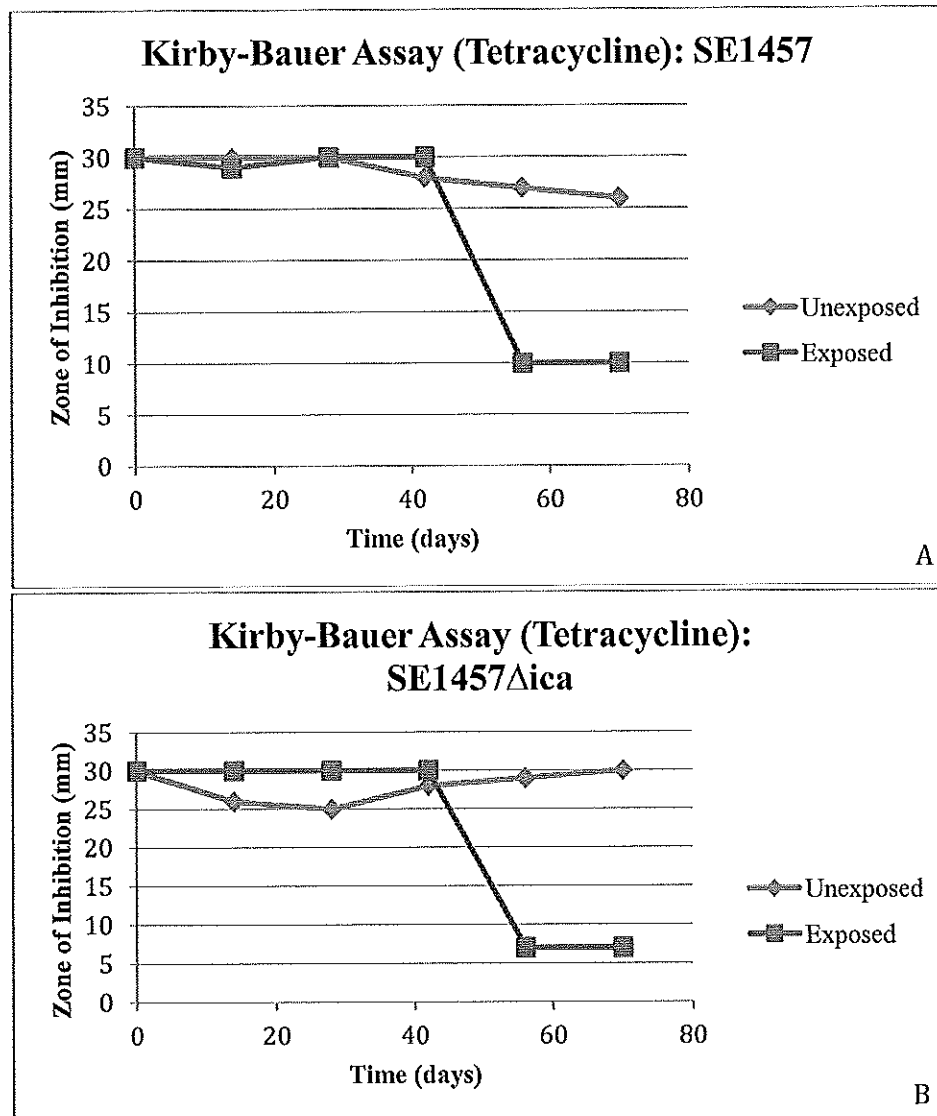 Kirby-Bauer Assay (Tetracycline): SE1457
35
30
25
20
15
10
5
0
Zone of Inhibition (mm)
0 20 40 60 80
Time (days)
Unexposed
Exposed
A
Kirby-Bauer Assay (Tetracycline):
SE1457Δica
35
30
25
20
15
10
5
0
Zone of Inhibition (mm)
0 20 40 60 80
Time (days)
Unexposed
Exposed
B